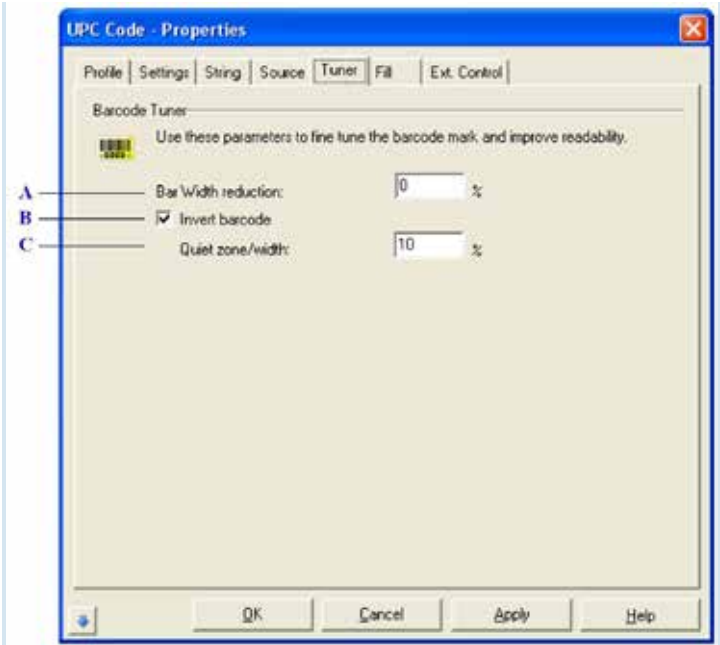 UPC Code - Properties
Profile Settings String Source Tuner Fill Ext. Control
Barcode Tuner
Use these parameters to fine tune the barcode mark and improve readability.
A Bar Width reduction: 0 %
B Invert barcode
C Quiet zone/width: 10 %
OK Cancel Apply Help